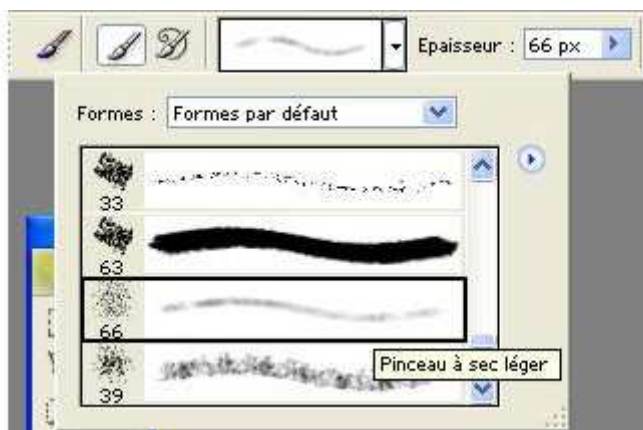 Epaisseur : 66 px
Formes : Formes par défaut
33
63
66
39
Pinceau à sec léger